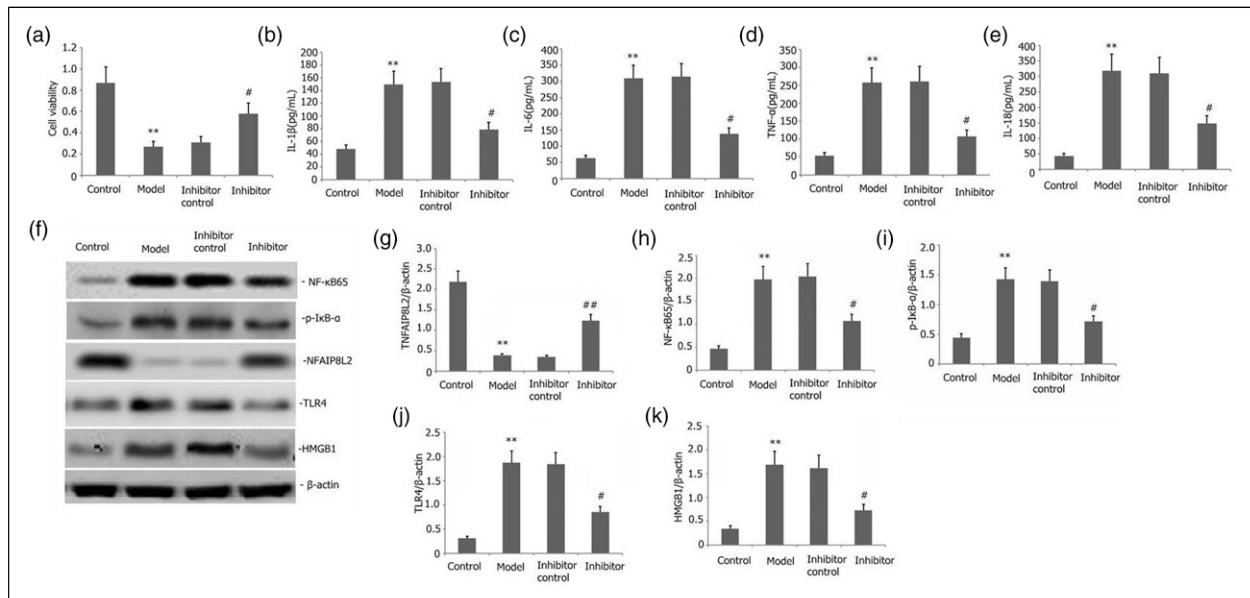 (a)
1.2
1.0
0.8
0.6
0.4
0.2
0
Cell viability
**
#
Control
Model
Inhibitor
control
Inhibitor
(b)
180
160
140
120
100
80
60
40
20
0
IL-1β(pg/mL)
**
#
Control
Model
Inhibitor
control
Inhibitor
(c)
400
350
300
250
200
150
100
50
0
IL-6(pg/mL)
**
#
Control
Model
Inhibitor
control
Inhibitor
(d)
350
300
250
200
150
100
50
0
TNF-α(pg/mL)
**
#
Control
Model
Inhibitor
control
Inhibitor
(e)
400
350
300
250
200
150
100
50
0
IL-18(pg/mL)
**
#
Control
Model
Inhibitor
control
Inhibitor
(f)
Control
Model
Inhibitor
control
Inhibitor
- NF-κB65
-p-IκB-α
-NFAIP8L2
-TLR4
-HMGB1
- β-actin
(g)
3.0
2.5
2.0
1.5
1.0
0.5
0
TNFAIP8L2/β-actin
**
##
Control
Model
Inhibitor
control
Inhibitor
(h)
2.5
2.0
1.5
1.0
0.5
0
NF-κB65/β-actin
**
#
Control
Model
Inhibitor
control
Inhibitor
(i)
2.0
1.5
1.0
0.5
0
p-IκB-α/β-actin
**
#
Control
Model
Inhibitor
control
Inhibitor
(j)
2.5
2.0
1.5
1.0
0.5
0
TLR4/β-actin
**
#
Control
Model
Inhibitor
control
Inhibitor
(k)
2.5
2.0
1.5
1.0
0.5
0
HMGB1/β-actin
**
#
Control
Model
Inhibitor
control
Inhibitor